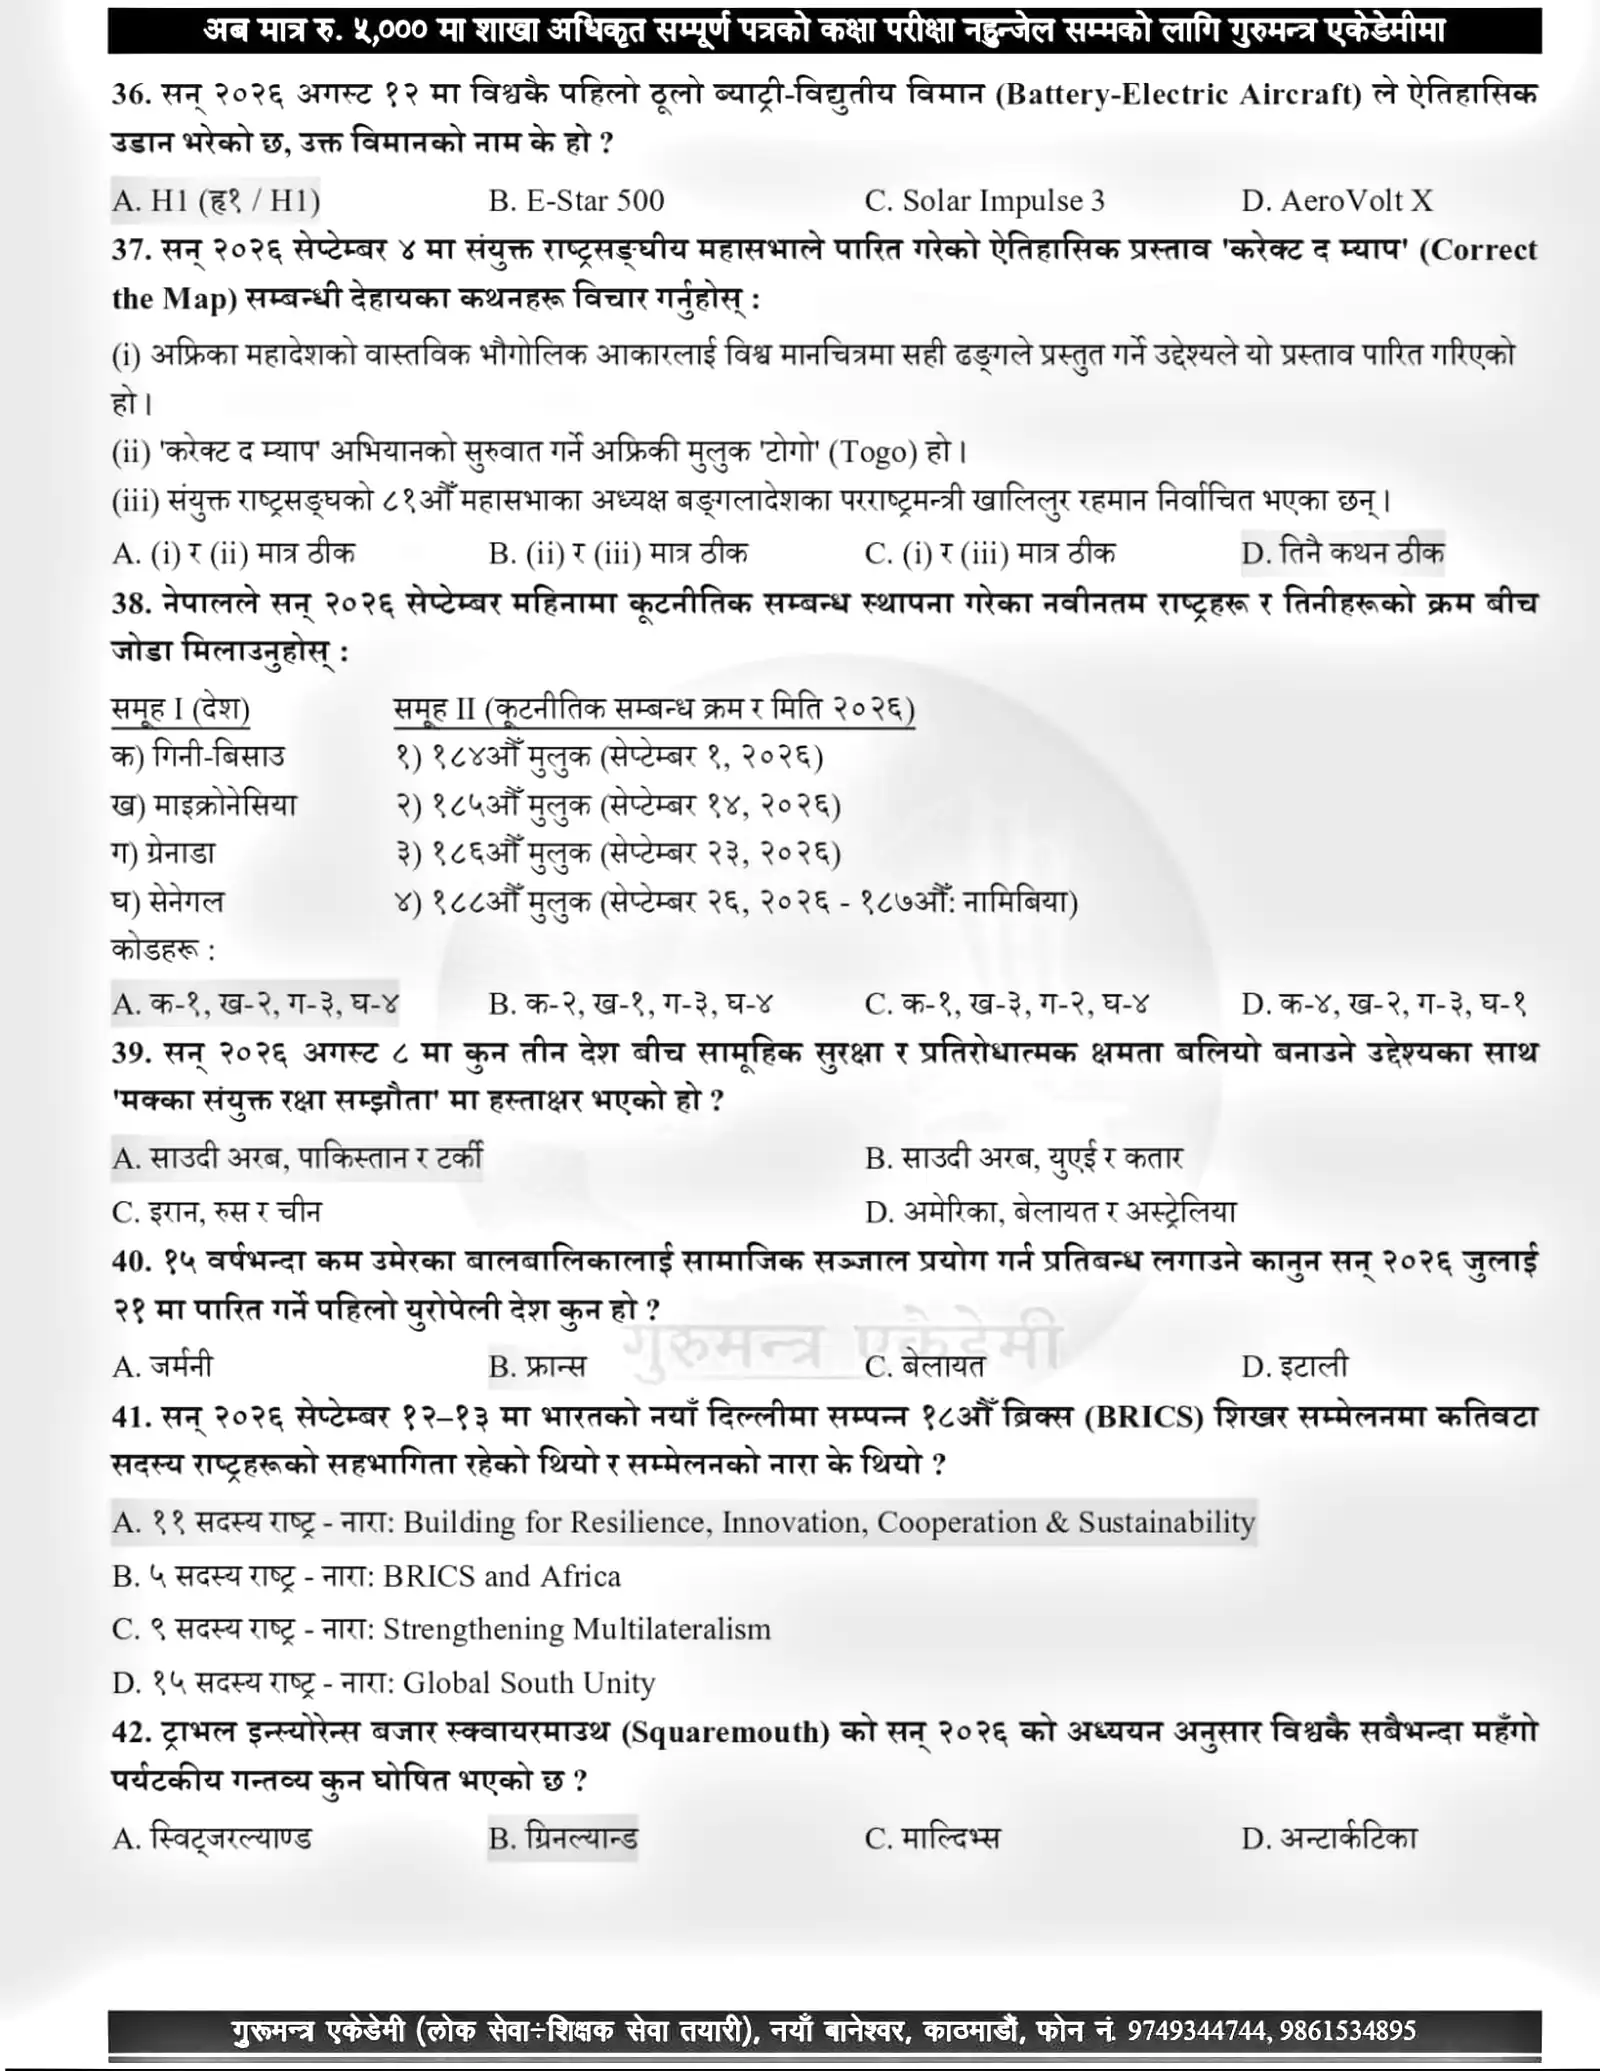 अब मात्र रु. ५,००० मा शाखा अधिकृत सम्पूर्ण पत्रको कक्षा परीक्षा नहुन्जेल सम्मको लागि गुरुमन्त्र एकेडेमीमा
36. सन् २०२६ अगस्ट १२ मा विश्वकै पहिलो ठूलो ब्याट्री-विद्युतीय विमान (Battery-Electric Aircraft) ले ऐतिहासिक
उडान भरेको छ, उक्त विमानको नाम के हो ?
A. H1 (हृ१ / H1) B. E-Star 500 C. Solar Impulse 3 D. AeroVolt X
37. सन् २०२६ सेप्टेम्बर ४ मा संयुक्त राष्ट्रसङ्घीय महासभाले पारित गरेको ऐतिहासिक प्रस्ताव 'करेक्ट द म्याप' (Correct
the Map) सम्बन्धी देहायका कथनहरू विचार गर्नुहोस् :
(i) अफ्रिका महादेशको वास्तविक भौगोलिक आकारलाई विश्व मानचित्रमा सही ढङ्गले प्रस्तुत गर्ने उद्देश्यले यो प्रस्ताव पारित गरिएको
हो।
(ii) 'करेक्ट द म्याप' अभियानको सुरुवात गर्ने अफ्रिकी मुलुक 'टोगो' (Togo) हो।
(iii) संयुक्त राष्ट्रसङ्घको ८१औँ महासभाका अध्यक्ष बङ्गलादेशका परराष्ट्रमन्त्री खालिलुर रहमान निर्वाचित भएका छन्।
A. (i) र (ii) मात्र ठीक B. (ii) र (iii) मात्र ठीक C. (i) र (iii) मात्र ठीक D. तिनै कथन ठीक
38. नेपालले सन् २०२६ सेप्टेम्बर महिनामा कूटनीतिक सम्बन्ध स्थापना गरेका नवीनतम राष्ट्रहरू र तिनीहरूको क्रम बीच
जोडा मिलाउनुहोस् :
समूह I (देश) समूह II (कूटनीतिक सम्बन्ध क्रम र मिति २०२६)
क) गिनी-बिसाउ १) १८४औँ मुलुक (सेप्टेम्बर १, २०२६)
ख) माइक्रोनेसिया २) १८५औँ मुलुक (सेप्टेम्बर १४, २०२६)
ग) ग्रेनाडा ३) १८६औँ मुलुक (सेप्टेम्बर २३, २०२६)
घ) सेनेगल ४) १८८औँ मुलुक (सेप्टेम्बर २६, २०२६ - १८७औँ: नामिबिया)
कोडहरू :
A. क-१, ख-२, ग-३, घ-४ B. क-२, ख-१, ग-३, घ-४ C. क-१, ख-३, ग-२, घ-४ D. क-४, ख-२, ग-३, घ-१
39. सन् २०२६ अगस्ट ८ मा कुन तीन देश बीच सामूहिक सुरक्षा र प्रतिरोधात्मक क्षमता बलियो बनाउने उद्देश्यका साथ
'मक्का संयुक्त रक्षा सम्झौता' मा हस्ताक्षर भएको हो ?
A. साउदी अरब, पाकिस्तान र टर्की B. साउदी अरब, युएई र कतार
C. इरान, रुस र चीन D. अमेरिका, बेलायत र अस्ट्रेलिया
40. १५ वर्षभन्दा कम उमेरका बालबालिकालाई सामाजिक सञ्जाल प्रयोग गर्न प्रतिबन्ध लगाउने कानुन सन् २०२६ जुलाई
२१ मा पारित गर्ने पहिलो युरोपेली देश कुन हो ?
गुरुमन्त्र एकेडेमी
A. जर्मनी B. फ्रान्स C. बेलायत D. इटाली
41. सन् २०२६ सेप्टेम्बर १२–१३ मा भारतको नयाँ दिल्लीमा सम्पन्न १८औँ ब्रिक्स (BRICS) शिखर सम्मेलनमा कतिवटा
सदस्य राष्ट्रहरूको सहभागिता रहेको थियो र सम्मेलनको नारा के थियो ?
A. ११ सदस्य राष्ट्र - नारा: Building for Resilience, Innovation, Cooperation & Sustainability
B. ५ सदस्य राष्ट्र - नारा: BRICS and Africa
C. ९ सदस्य राष्ट्र - नारा: Strengthening Multilateralism
D. १५ सदस्य राष्ट्र - नारा: Global South Unity
42. ट्राभल इन्स्योरेन्स बजार स्क्वायरमाउथ (Squaremouth) को सन् २०२६ को अध्ययन अनुसार विश्वकै सबैभन्दा महँगो
पर्यटकीय गन्तव्य कुन घोषित भएको छ ?
A. स्विट्जरल्याण्ड B. ग्रिनल्यान्ड C. माल्दिभ्स D. अन्टार्कटिका
गुरूमन्त्र एकेडेमी (लोक सेवा÷शिक्षक सेवा तयारी), नयाँ बानेश्वर, काठमाडौं, फोन नं. 9749344744, 9861534895